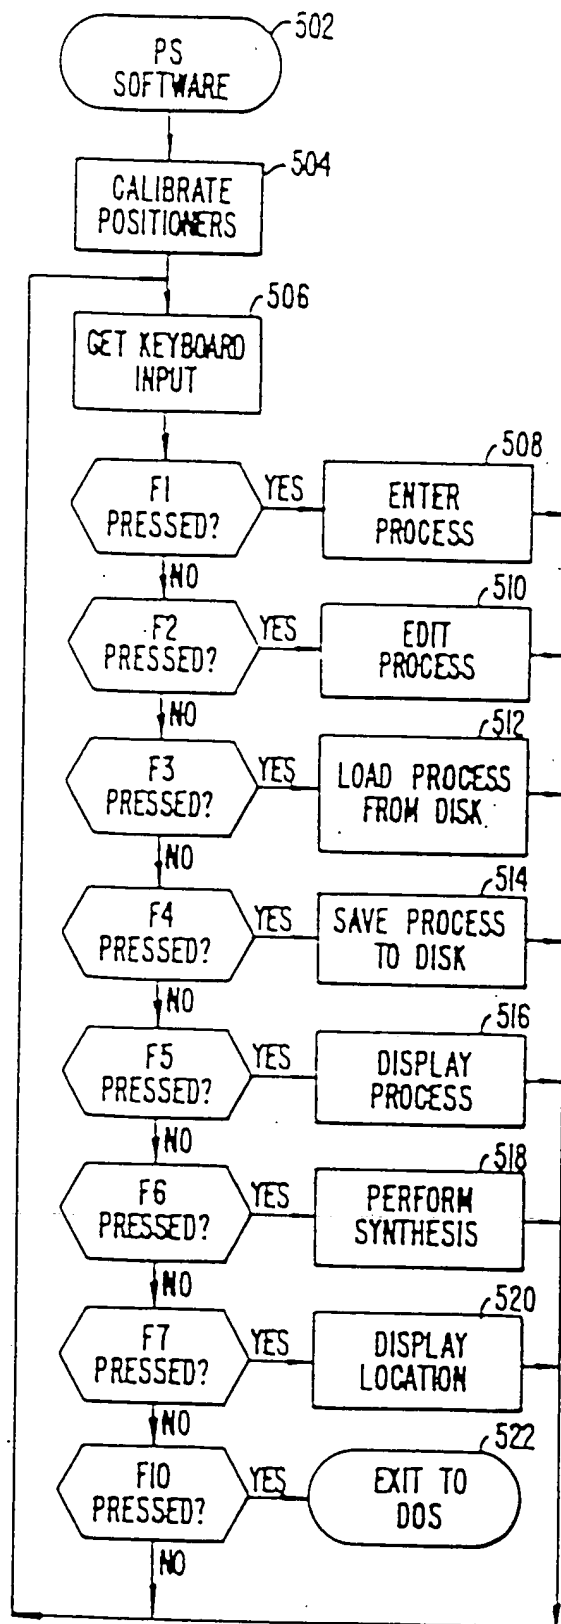 502
PS
SOFTWARE
504
CALIBRATE
POSITIONERS
506
GET KEYBOARD
INPUT
508
F1
PRESSED?
YES
ENTER
PROCESS
NO
510
F2
PRESSED?
YES
EDIT
PROCESS
NO
512
F3
PRESSED?
YES
LOAD PROCESS
FROM DISK
NO
514
F4
PRESSED?
YES
SAVE PROCESS
TO DISK
NO
516
F5
PRESSED?
YES
DISPLAY
PROCESS
NO
518
F6
PRESSED?
YES
PERFORM
SYNTHESIS
NO
520
F7
PRESSED?
YES
DISPLAY
LOCATION
NO
522
F10
PRESSED?
YES
EXIT TO
DOS
NO